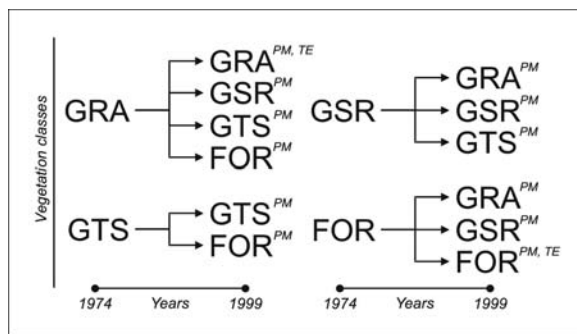 Vegetation classes
GRA
GRA PM, TE
GSR PM
GTS PM
FOR PM
GSR
GRA PM
GSR PM
GTS PM
GTS
GTS PM
FOR PM
FOR
GRA PM
GSR PM
FOR PM, TE
1974 Years 1999
1974 Years 1999